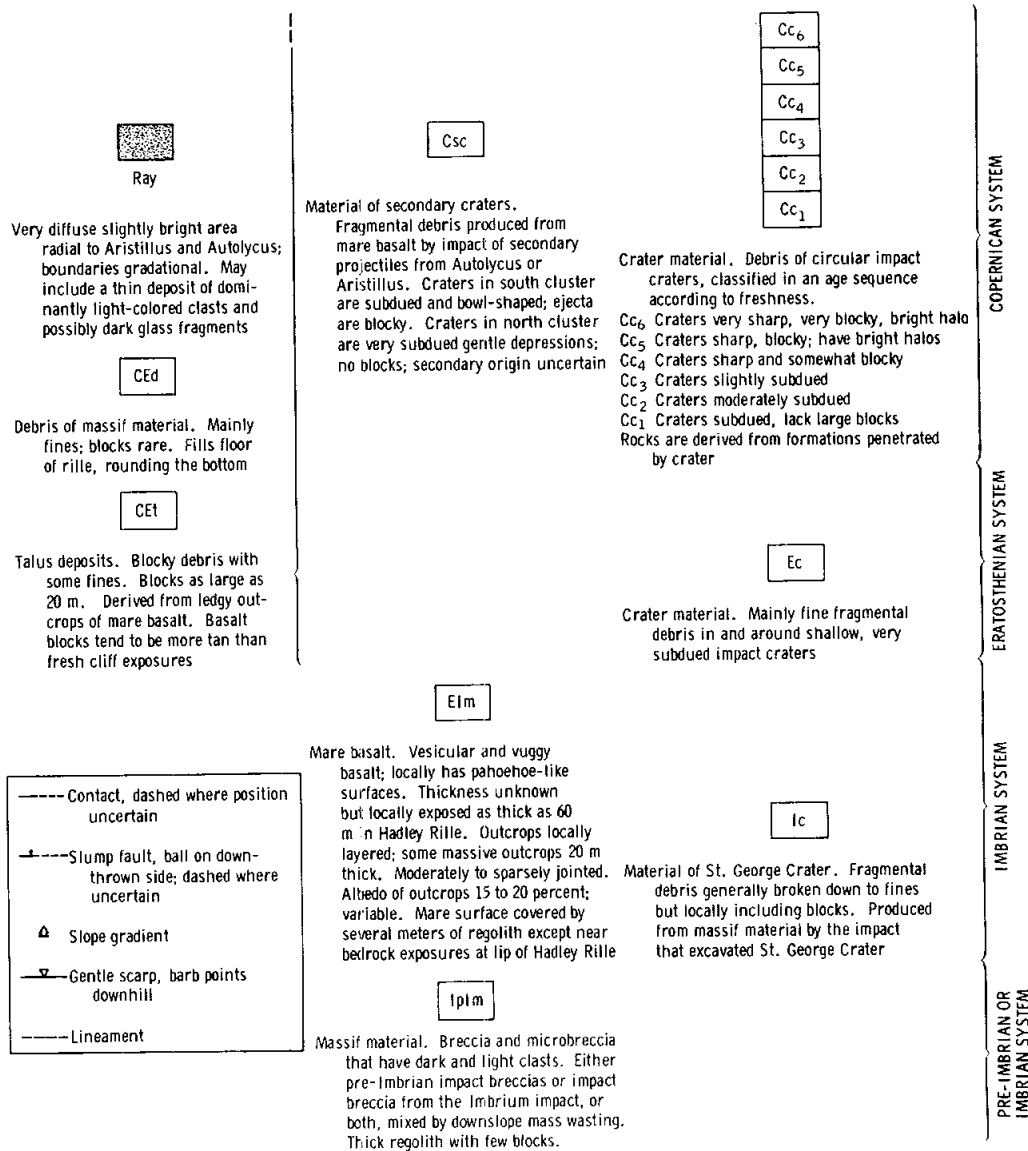 Ray
Very diffuse slightly bright area
radial to Aristillus and Autolycus;
boundaries gradational. May
include a thin deposit of domi-
nantly light-colored clasts and
possibly dark glass fragments
CEd
Debris of massif material. Mainly
fines; blocks rare. Fills floor
of rille, rounding the bottom
CEt
Talus deposits. Blocky debris with
some fines. Blocks as large as
20 m. Derived from ledgy out-
crops of mare basalt. Basalt
blocks tend to be more tan than
fresh cliff exposures
Contact, dashed where position
uncertain
Slump fault, ball on down-
thrown side; dashed where
uncertain
Slope gradient
Gentle scarp, barb points
downhill
Lineament
Csc
Material of secondary craters.
Fragmental debris produced from
mare basalt by impact of secondary
projectiles from Autolycus or
Aristillus. Craters in south cluster
are subdued and bowl-shaped; ejecta
are blocky. Craters in north cluster
are very subdued gentle depressions;
no blocks; secondary origin uncertain
EIm
Mare basalt. Vesicular and vuggy
basalt; locally has pahoehoe-like
surfaces. Thickness unknown
but locally exposed as thick as 60
m in Hadley Rille. Outcrops locally
layered; some massive outcrops 20 m
thick. Moderately to sparsely jointed.
Albedo of outcrops 15 to 20 percent;
variable. Mare surface covered by
several meters of regolith except near
bedrock exposures at lip of Hadley Rille
IpIm
Massif material. Breccia and microbreccia
that have dark and light clasts. Either
pre-Imbrian impact breccias or impact
breccia from the Imbrium impact, or
both, mixed by downslope mass wasting.
Thick regolith with few blocks.
Cc6
Cc5
Cc4
Cc3
Cc2
Cc1
Crater material. Debris of circular impact
craters, classified in an age sequence
according to freshness.
Cc6 Craters very sharp, very blocky, bright halo
Cc5 Craters sharp, blocky; have bright halos
Cc4 Craters sharp and somewhat blocky
Cc3 Craters slightly subdued
Cc2 Craters moderately subdued
Cc1 Craters subdued, lack large blocks
Rocks are derived from formations penetrated
by crater
Ec
Crater material. Mainly fine fragmental
debris in and around shallow, very
subdued impact craters
Ic
Material of St. George Crater. Fragmental
debris generally broken down to fines
but locally including blocks. Produced
from massif material by the impact
that excavated St. George Crater
COPERNICAN SYSTEM
ERATOSTHENIAN SYSTEM
IMBRIAN SYSTEM
PRE-IMBRIAN OR
IMBRIAN SYSTEM